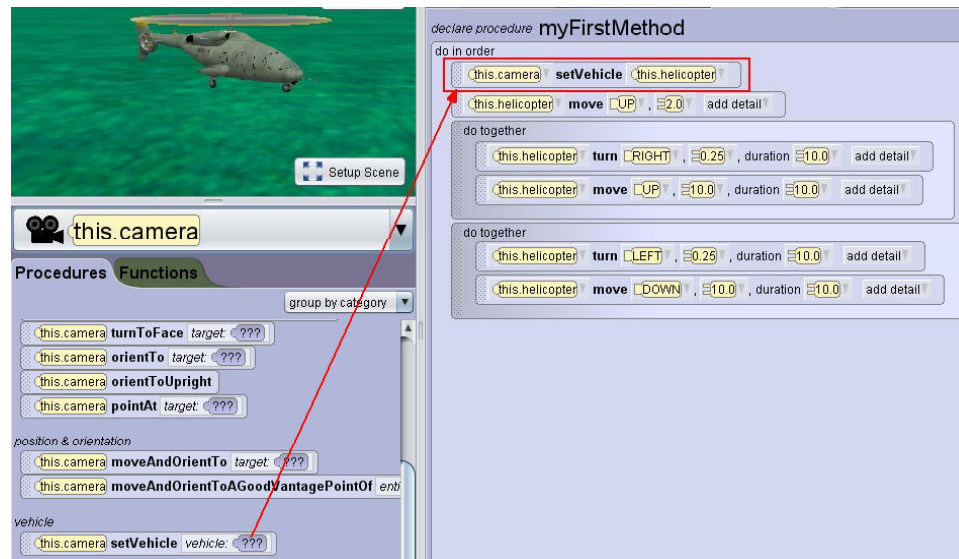 Setup Scene
this.camera
Procedures Functions
group by category
this.camera turnToFace target: ???
this.camera orientTo target: ???
this.camera orientToUpright
this.camera pointAt target: ???
position & orientation
this.camera moveAndOrientTo target: ???
this.camera moveAndOrientToAGoodVantagePointOf enti
vehicle
this.camera setVehicle vehicle: ???
declare procedure myFirstMethod
do in order
this.camera setVehicle this.helicopter
this.helicopter move UP , 2.0 add detail
do together
this.helicopter turn RIGHT , 0.25 , duration 10.0 add detail
this.helicopter move UP , 10.0 , duration 10.0 add detail
do together
this.helicopter turn LEFT , 0.25 , duration 10.0 add detail
this.helicopter move DOWN , 10.0 , duration 10.0 add detail